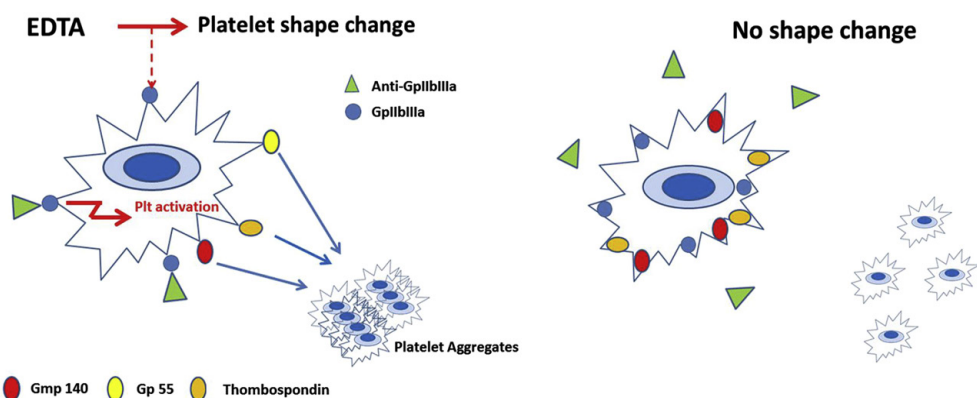 EDTA
Platelet shape change
No shape change
Anti-GpIIbIIIa
GpIIbIIIa
Plt activation
Platelet Aggregates
Gmp 140
Gp 55
Thombospondin